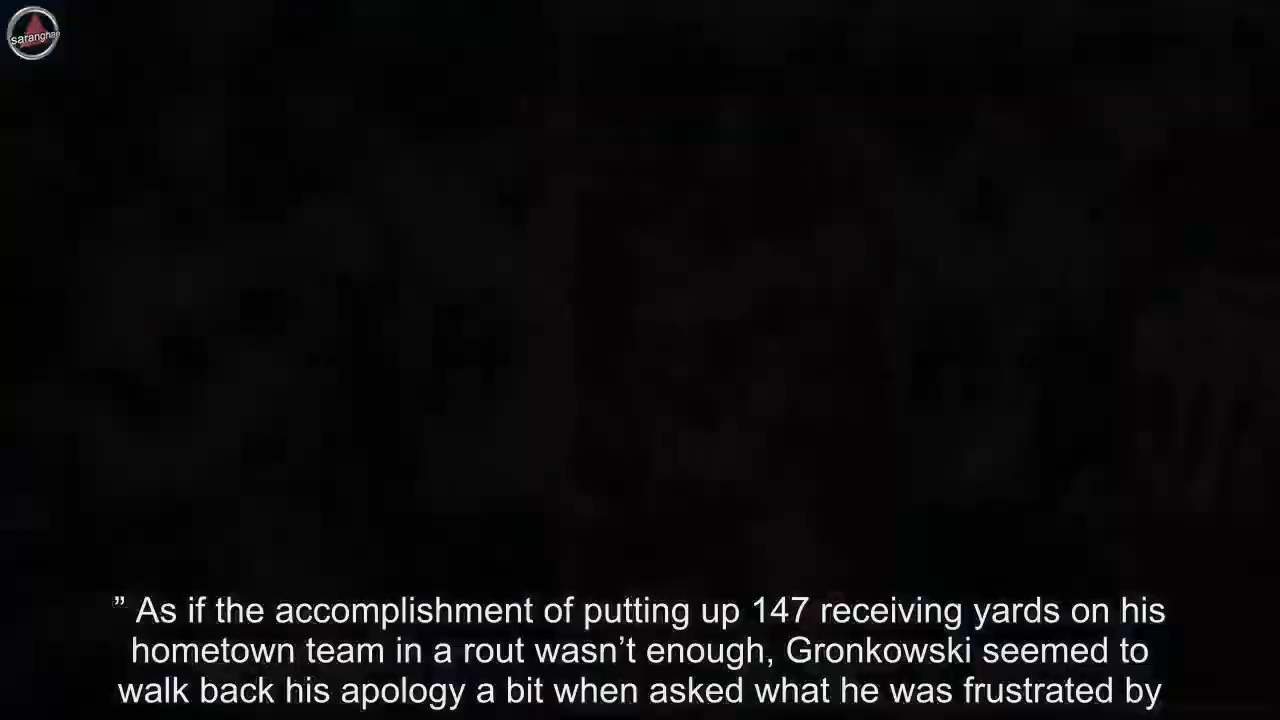 saranghae
” As if the accomplishment of putting up 147 receiving yards on his
hometown team in a rout wasn’t enough, Gronkowski seemed to
walk back his apology a bit when asked what he was frustrated by